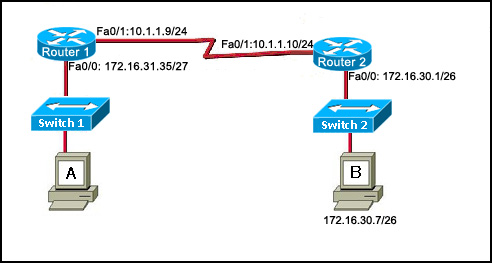 Fa0/1:10.1.1.9/24
Router 1
Fa0/1:10.1.1.10/24
Router 2
Fa0/0: 172.16.31.35/27
Fa0/0: 172.16.30.1/26
Switch 1
Switch 2
A
B
172.16.30.7/26